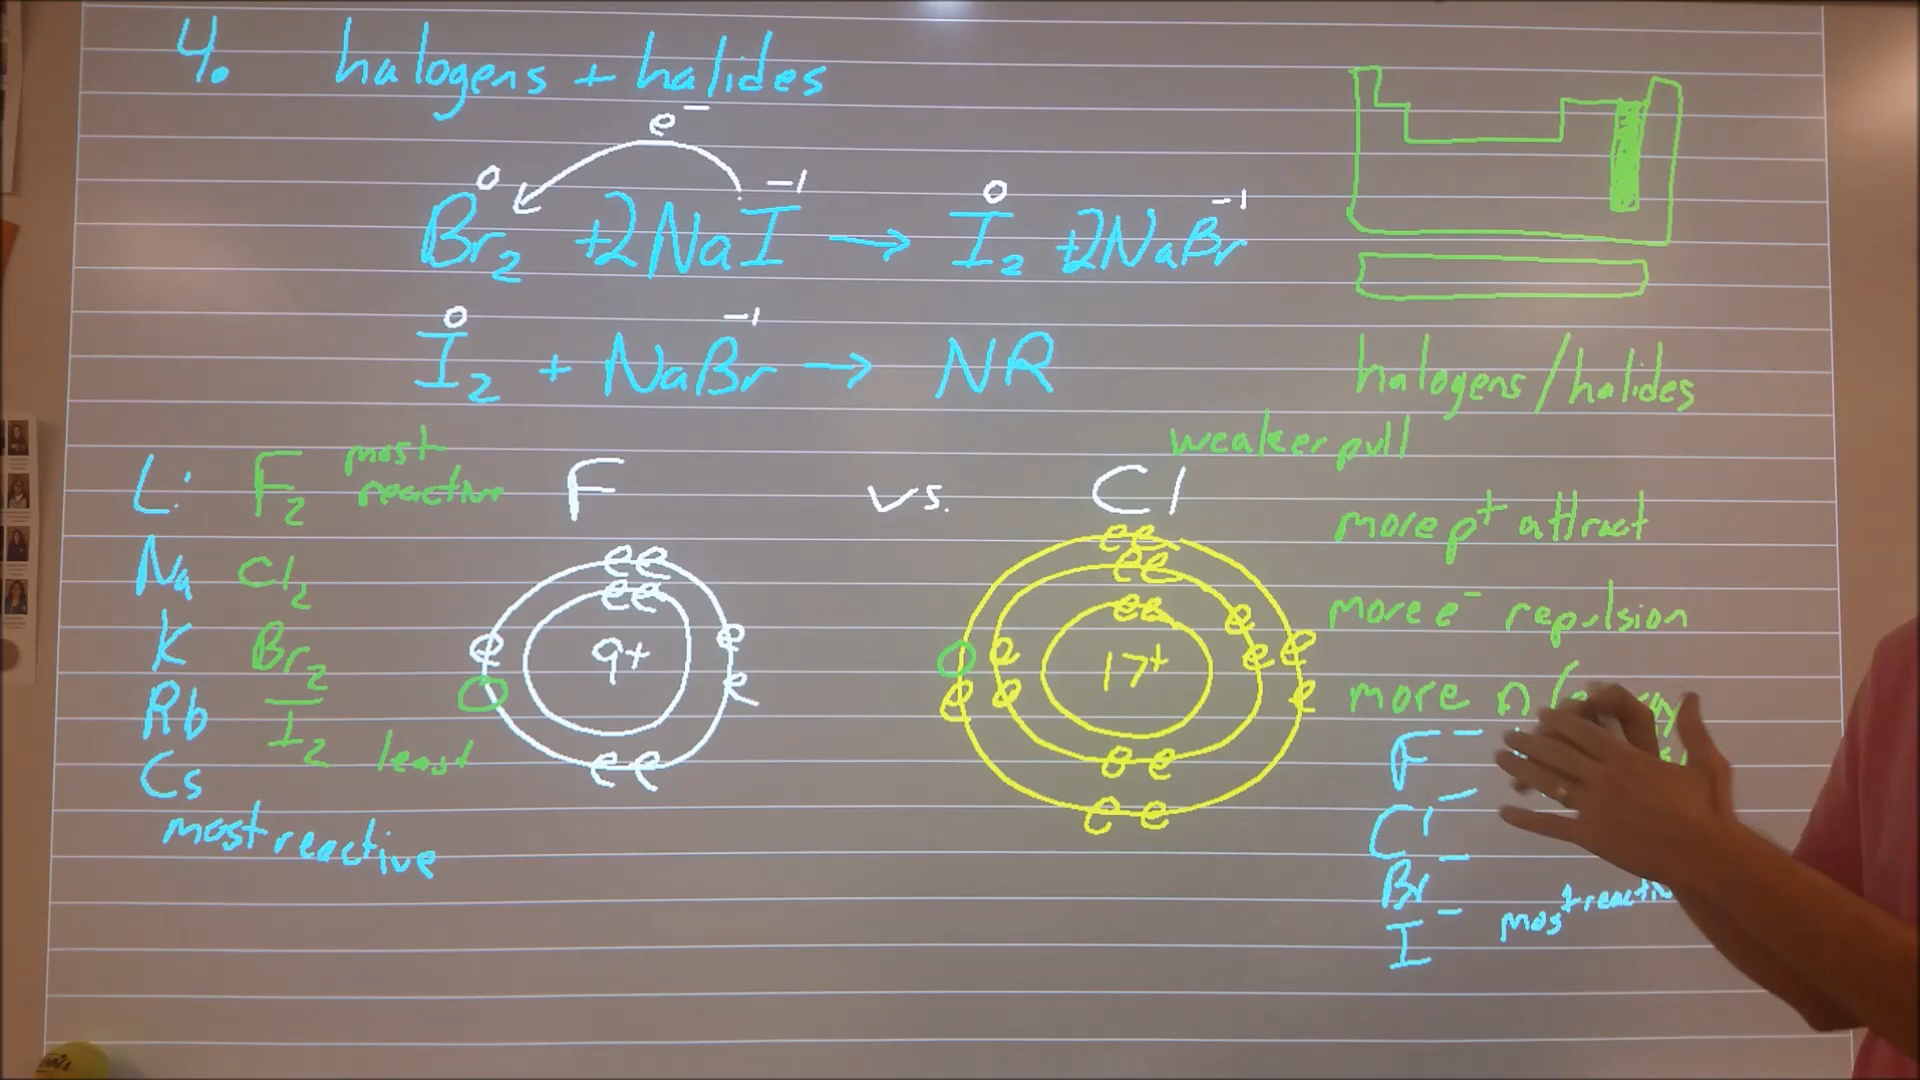 4. halogens + halides
e⁻
0 -1 0 -1
Br₂ + 2NaI → I₂ + 2NaBr
0 -1
I₂ + NaBr → NR
halogens/halides
weaker pull
Li F₂ most reactive F vs. Cl
more p⁺ attract
Na Cl₂
more e⁻ repulsion
K Br₂
more n
Rb I₂ least
Cs
most reactive
e e
e e
e e
e
e
9+
e e
e e
e e
e e
e e e e
e e e e
17+
e e
e e
F⁻
Cl⁻
Br⁻
I⁻ most reactive